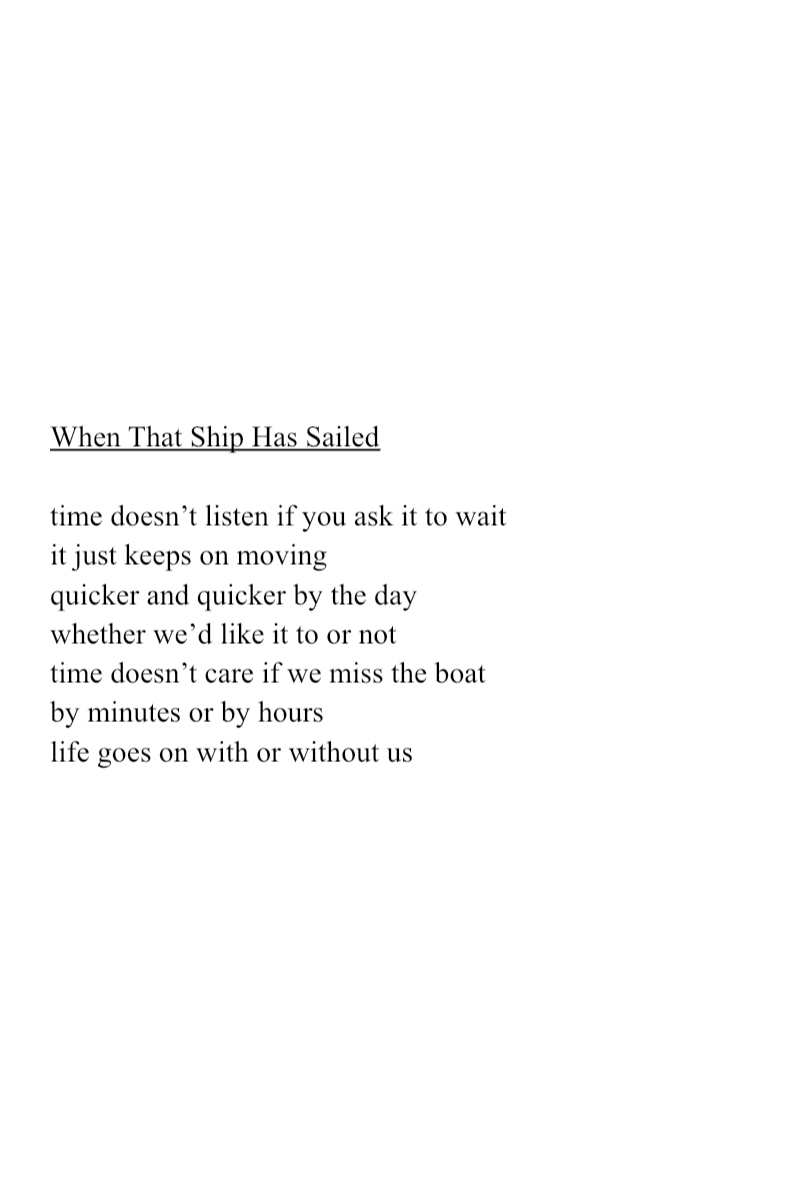 When That Ship Has Sailed
time doesn’t listen if you ask it to wait
it just keeps on moving
quicker and quicker by the day
whether we’d like it to or not
time doesn’t care if we miss the boat
by minutes or by hours
life goes on with or without us